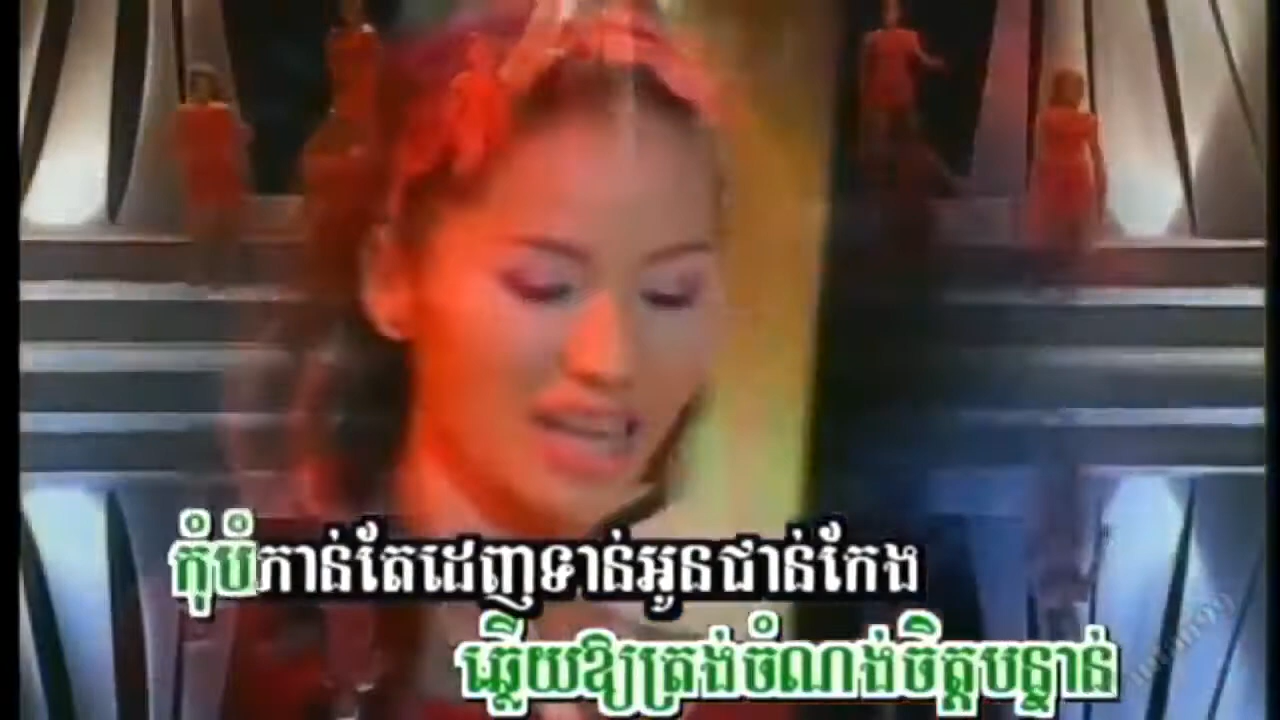 កុំបំភាន់តែដេញទាន់អូនជាន់កែង
ឆ្លើយឱ្យត្រង់ចំណង់ចិត្តបន្ទាន់